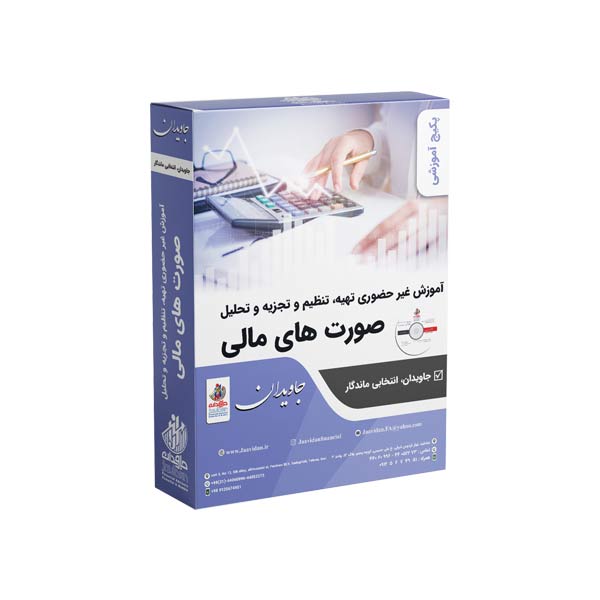 پکیج آموزشی
آموزش غیر حضوری تهیه، تنظیم و تجزیه و تحلیل
صورت های مالی
جاویدان، انتخابی ماندگار
جاویدان
www.Jaavidan.ir
Jaavidanfinancial
Jaavidan.FA@yahoo.com
جاویدان
جاویدان، انتخابی ماندگار
آموزش غیر حضوری تهیه، تنظیم و تجزیه و تحلیل
صورت های مالی